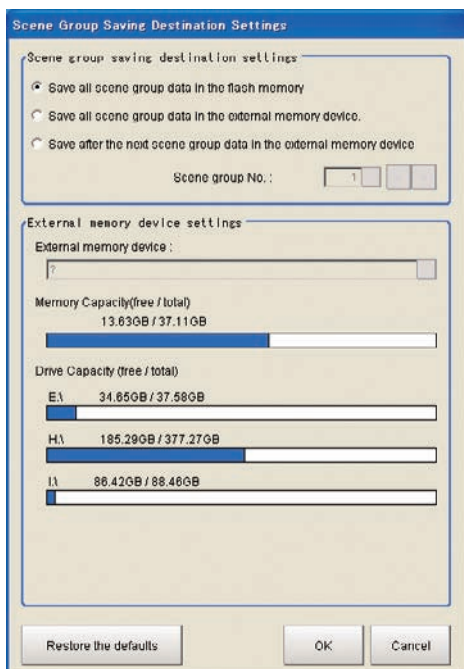 Scene Group Saving Destination Settings
Scene group saving destination settings
Save all scene group data in the flash memory
Save all scene group data in the external memory device.
Save after the next scene group data in the external memory device
Scene group No. : 1
External memory device settings
External memory device :
?
Memory Capacity(free / total)
13.63GB / 37.11GB
Drive Capacity (free / total)
E:\ 34.65GB / 37.58GB
H:\ 185.29GB / 377.27GB
I:\ 86.42GB / 88.46GB
Restore the defaults OK Cancel